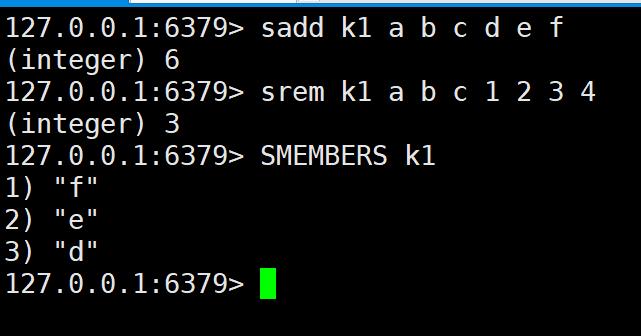 127.0.0.1:6379> sadd k1 a b c d e f
(integer) 6
127.0.0.1:6379> srem k1 a b c 1 2 3 4
(integer) 3
127.0.0.1:6379> SMEMBERS k1
1) "f"
2) "e"
3) "d"
127.0.0.1:6379>